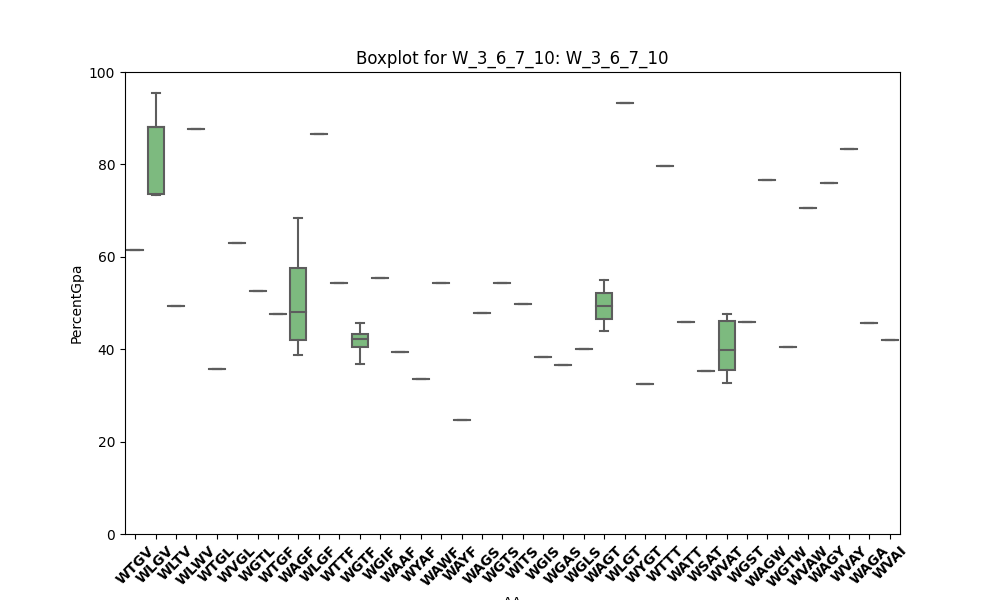 Boxplot for W_3_6_7_10: W_3_6_7_10
100
80
60
40
20
0
PercentGpa
WTGV
WLGV
WLTV
WLWV
WTGL
WVGL
WGTL
WTGF
WAGF
WLGF
WTTF
WGTF
WGIF
WAAF
WYAF
WAWF
WAYF
WAGS
WGTS
WITS
WGIS
WGAS
WGLS
WAGT
WLGT
WYGT
WTTT
WATT
WSAT
WVAT
WGST
WAGW
WGTW
WVAW
WAGY
WVAY
WAGA
WVAI